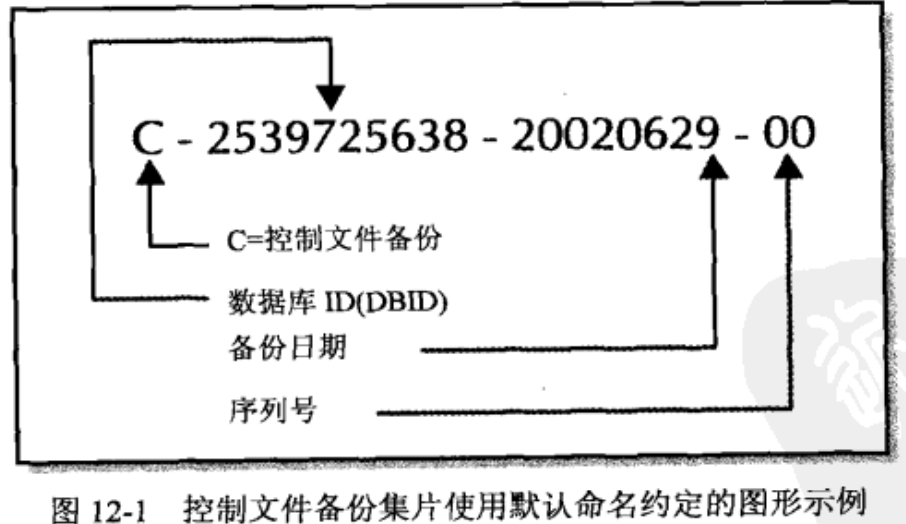 C - 2539725638 - 20020629 - 00
C=控制文件备份
数据库 ID(DBID)
备份日期
序列号
图 12-1 控制文件备份集片使用默认命名约定的图形示例